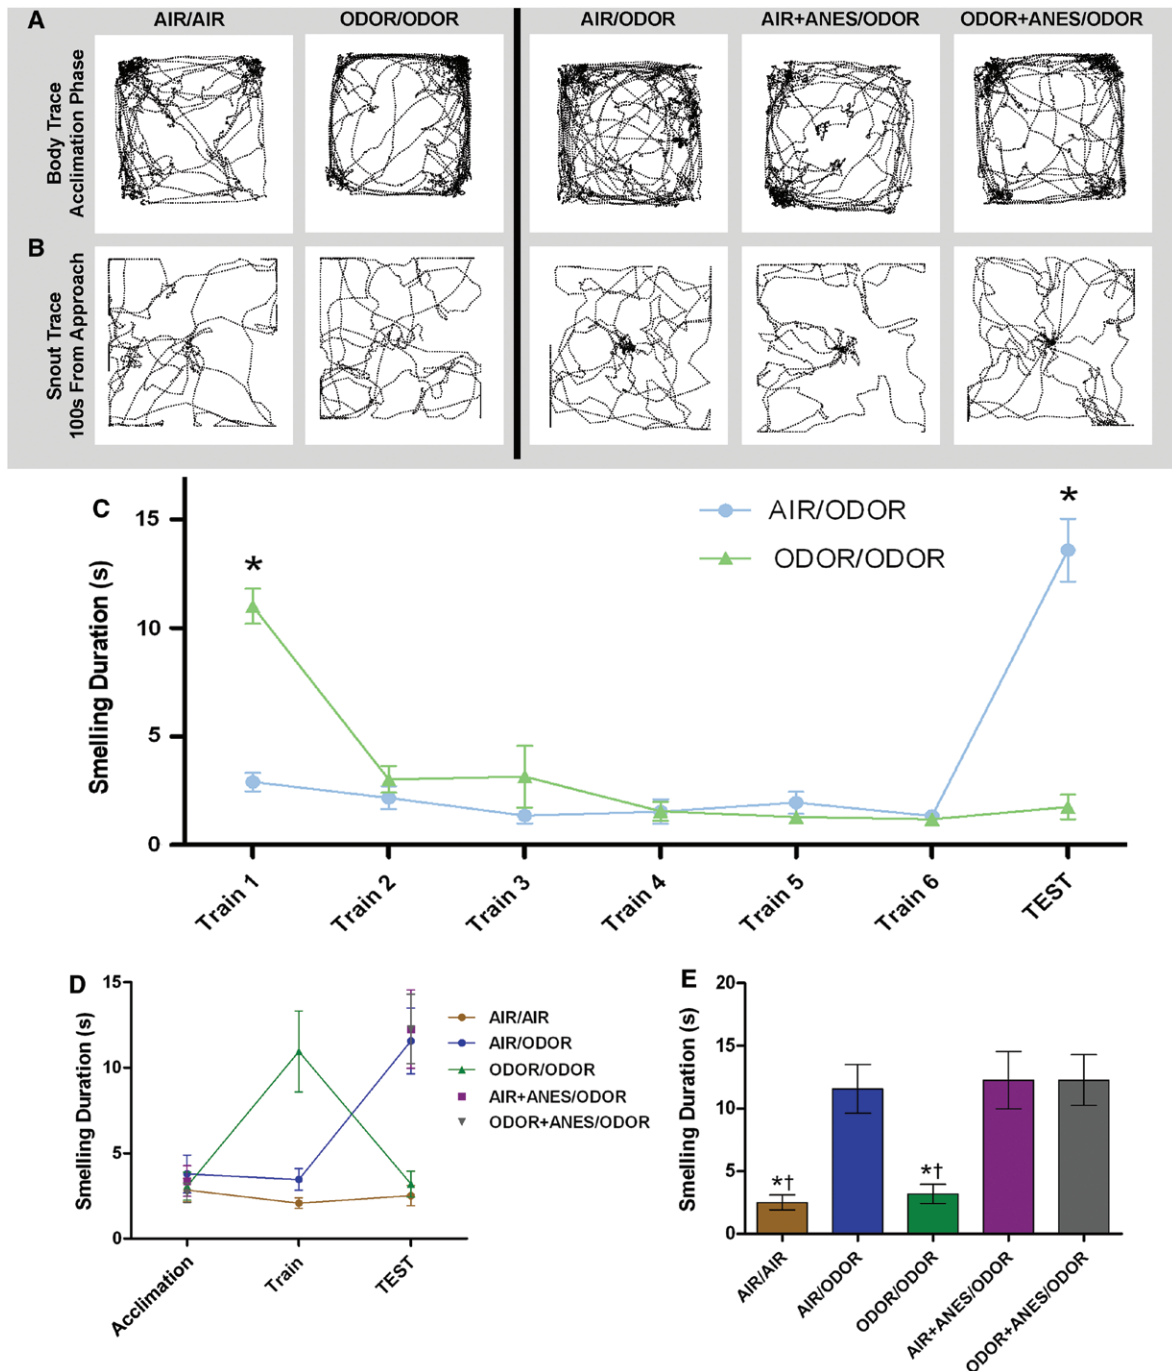 A
AIR/AIR
ODOR/ODOR
AIR/ODOR
AIR+ANES/ODOR
ODOR+ANES/ODOR
Body Trace
Acclimation Phase
B
Snout Trace
100s From Approach
C
AIR/ODOR
ODOR/ODOR
*
*
Smelling Duration (s)
15
10
5
0
Train 1
Train 2
Train 3
Train 4
Train 5
Train 6
TEST
D
Smelling Duration (s)
15
10
5
0
AIR/AIR
AIR/ODOR
ODOR/ODOR
AIR+ANES/ODOR
ODOR+ANES/ODOR
Acclimation
Train
TEST
E
Smelling Duration (s)
20
15
10
5
0
*†
*†
AIR/AIR
AIR/ODOR
ODOR/ODOR
AIR+ANES/ODOR
ODOR+ANES/ODOR